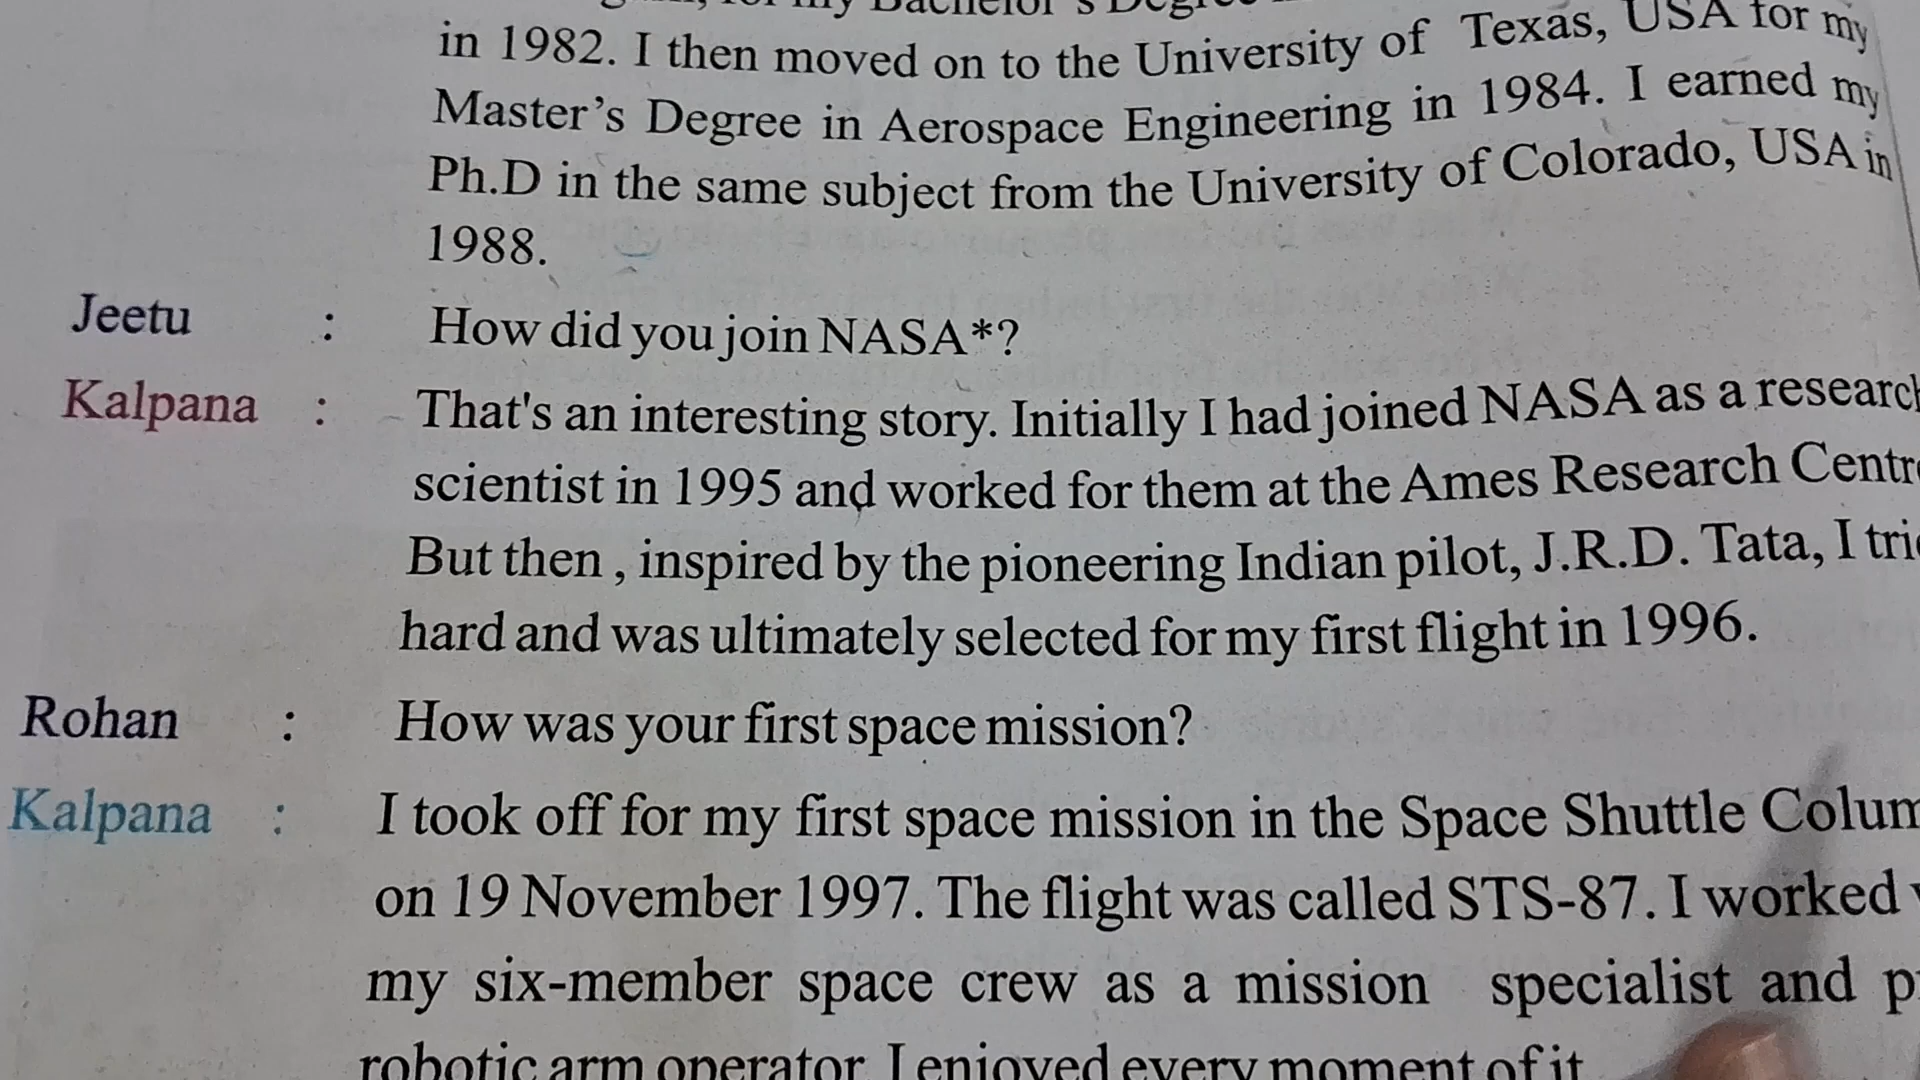 my Bachelor's Degree
in 1982. I then moved on to the University of Texas, USA for my
Master's Degree in Aerospace Engineering in 1984. I earned my
Ph.D in the same subject from the University of Colorado, USA in
1988.
Jeetu : How did you join NASA*?
Kalpana : That's an interesting story. Initially I had joined NASA as a research
scientist in 1995 and worked for them at the Ames Research Centre
But then , inspired by the pioneering Indian pilot, J.R.D. Tata, I
hard and was ultimately selected for my first flight in 1996.
Rohan : How was your first space mission?
Kalpana : I took off for my first space mission in the Space Shuttle
on 19 November 1997. The flight was called STS-87. I worked
my six-member space crew as a mission specialist and
robotic arm operator I enjoyed every moment of it